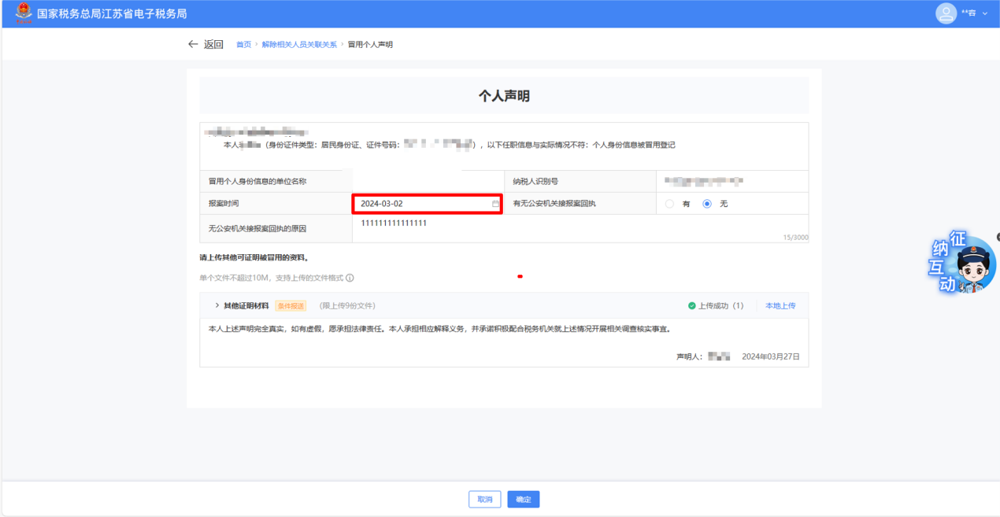 国家税务总局江苏省电子税务局
**容
返回 首页 解除相关人员关联关系 冒用个人声明
个人声明
本人 (身份证件类型：居民身份证、证件号码： )，以下任职信息与实际情况不符：个人身份信息被冒用登记
冒用个人身份信息的单位名称 纳税人识别号
报案时间 2024-03-02 有无公安机关接报案回执 有 无
无公安机关接报案回执的原因 111111111111111
15/3000
请上传其他可证明被冒用的资料。
单个文件不超过10M，支持上传的文件格式
其他证明材料 条件报送 (限上传9份文件) 上传成功（1） 本地上传
本人上述声明完全真实，如有虚假，愿承担法律责任。本人承担相应解释义务，并承诺积极配合税务机关就上述情况开展相关调查核实事宜。
声明人： 2024年03月27日
征纳互动
取消 确定